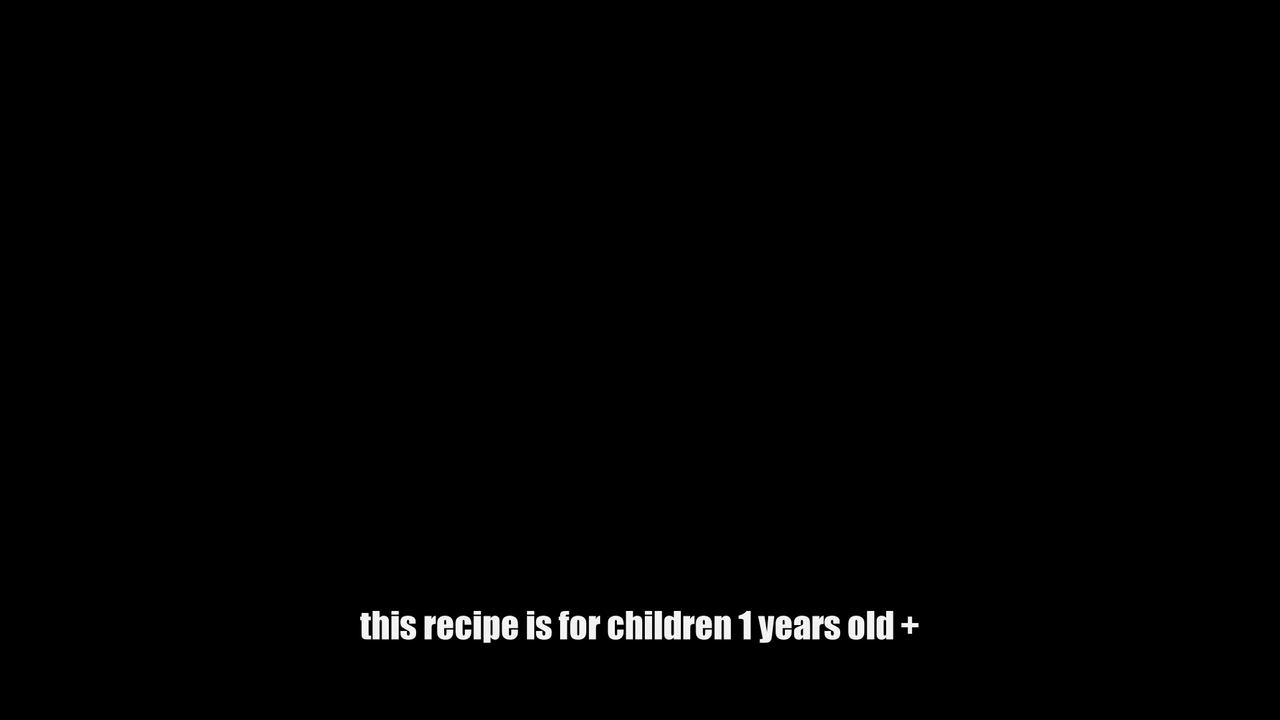 this recipe is for children 1 years old +